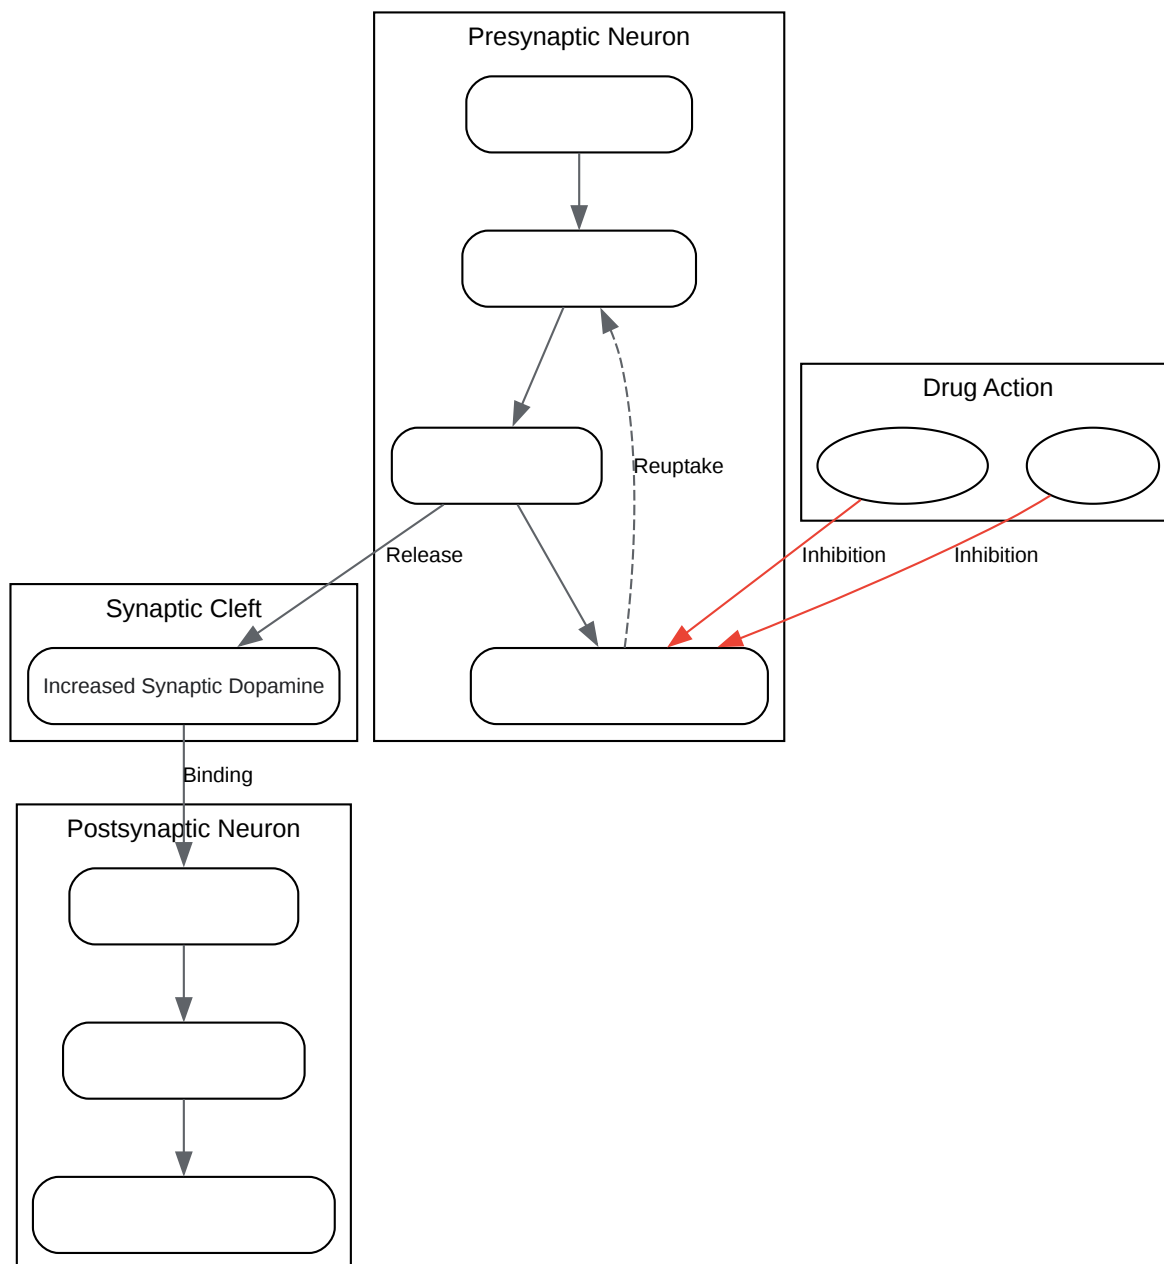 Presynaptic Neuron
Drug Action
Reuptake
Release
Inhibition
Inhibition
Synaptic Cleft
Increased Synaptic Dopamine
Binding
Postsynaptic Neuron